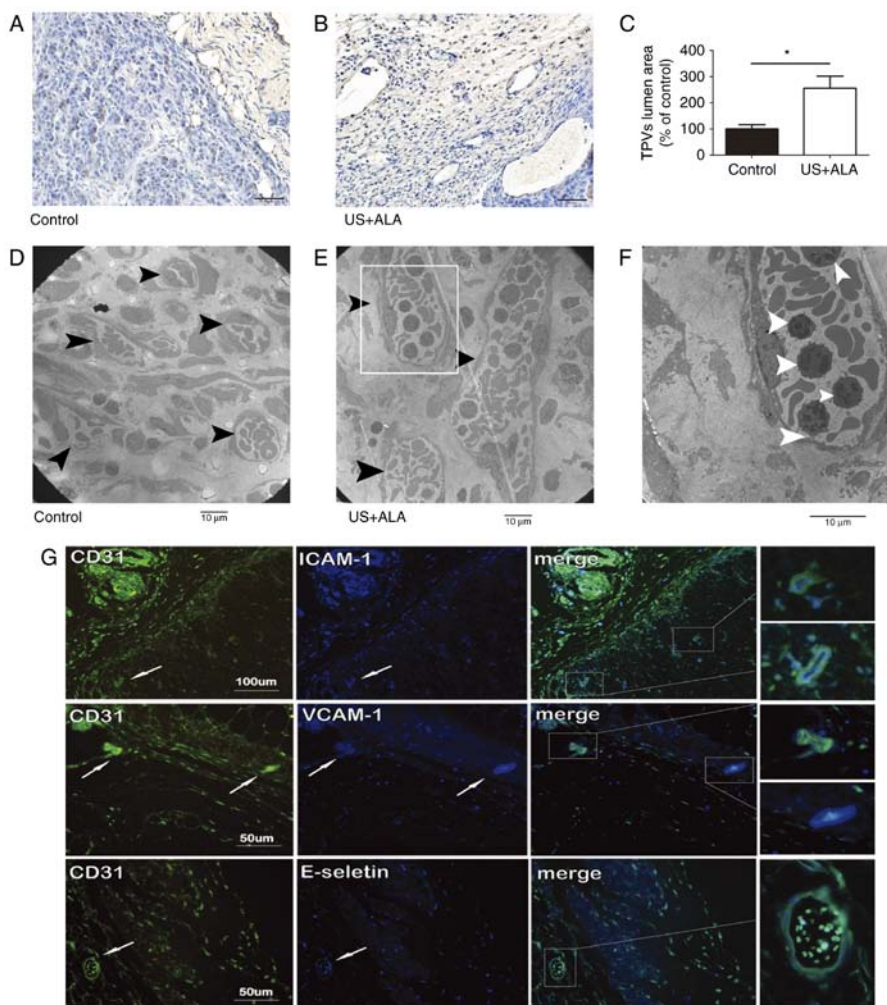 A
B
C
TPVs lumen area
(% of control)
400
300
200
100
0
*
Control
US+ALA
Control
US+ALA
D
E
F
Control
10 μm
US+ALA
10 μm
10 μm
G
CD31
ICAM-1
merge
100um
CD31
VCAM-1
merge
50um
CD31
E-seletin
merge
50um